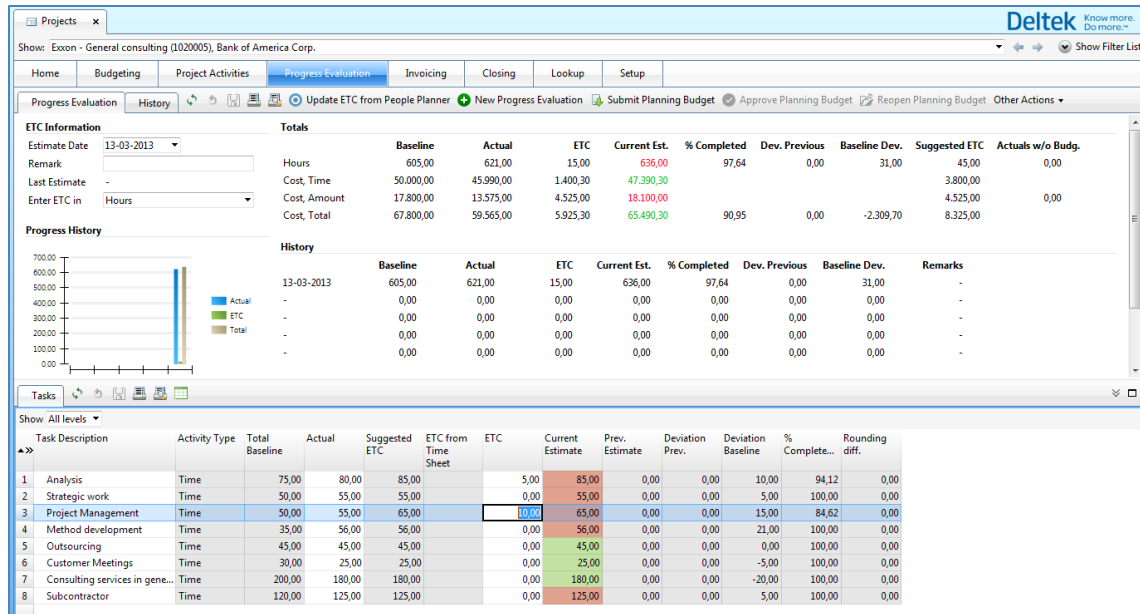 Projects x
Deltek Know more. Do more.™
Show: Exxon - General consulting (1020005), Bank of America Corp. Show Filter List
Home Budgeting Project Activities Progress Evaluation Invoicing Closing Lookup Setup
Progress Evaluation History Update ETC from People Planner New Progress Evaluation Submit Planning Budget Approve Planning Budget Reopen Planning Budget Other Actions
ETC Information
Estimate Date 13-03-2013
Remark
Last Estimate -
Enter ETC in Hours
Totals
Baseline Actual ETC Current Est. % Completed Dev. Previous Baseline Dev. Suggested ETC Actuals w/o Budg.
Hours 605,00 621,00 15,00 636,00 97,64 0,00 31,00 45,00 0,00
Cost, Time 50.000,00 45.990,00 1.400,30 47.390,30 3.800,00
Cost, Amount 17.800,00 13.575,00 4.525,00 18.100,00 4.525,00 0,00
Cost, Total 67.800,00 59.565,00 5.925,30 65.490,30 90,95 0,00 -2.309,70 8.325,00
Progress History
700,00
600,00
500,00
400,00
300,00
200,00
100,00
0,00
Actual
ETC
Total
History
Baseline Actual ETC Current Est. % Completed Dev. Previous Baseline Dev. Remarks
13-03-2013 605,00 621,00 15,00 636,00 97,64 0,00 31,00 -
- 0,00 0,00 0,00 0,00 0,00 0,00 0,00 -
- 0,00 0,00 0,00 0,00 0,00 0,00 0,00 -
- 0,00 0,00 0,00 0,00 0,00 0,00 0,00 -
- 0,00 0,00 0,00 0,00 0,00 0,00 0,00 -
Tasks
Show All levels
Task Description Activity Type Total Baseline Actual Suggested ETC ETC from Time Sheet ETC Current Estimate Prev. Estimate Deviation Prev. Deviation Baseline % Complete... Rounding diff.
1 Analysis Time 75,00 80,00 85,00 5,00 85,00 0,00 0,00 10,00 94,12 0,00
2 Strategic work Time 50,00 55,00 55,00 0,00 55,00 0,00 0,00 5,00 100,00 0,00
3 Project Management Time 50,00 55,00 65,00 10,00 65,00 0,00 0,00 15,00 84,62 0,00
4 Method development Time 35,00 56,00 56,00 0,00 56,00 0,00 0,00 21,00 100,00 0,00
5 Outsourcing Time 45,00 45,00 45,00 0,00 45,00 0,00 0,00 0,00 100,00 0,00
6 Customer Meetings Time 30,00 25,00 25,00 0,00 25,00 0,00 0,00 -5,00 100,00 0,00
7 Consulting services in gene... Time 200,00 180,00 180,00 0,00 180,00 0,00 0,00 -20,00 100,00 0,00
8 Subcontractor Time 120,00 125,00 125,00 0,00 125,00 0,00 0,00 5,00 100,00 0,00